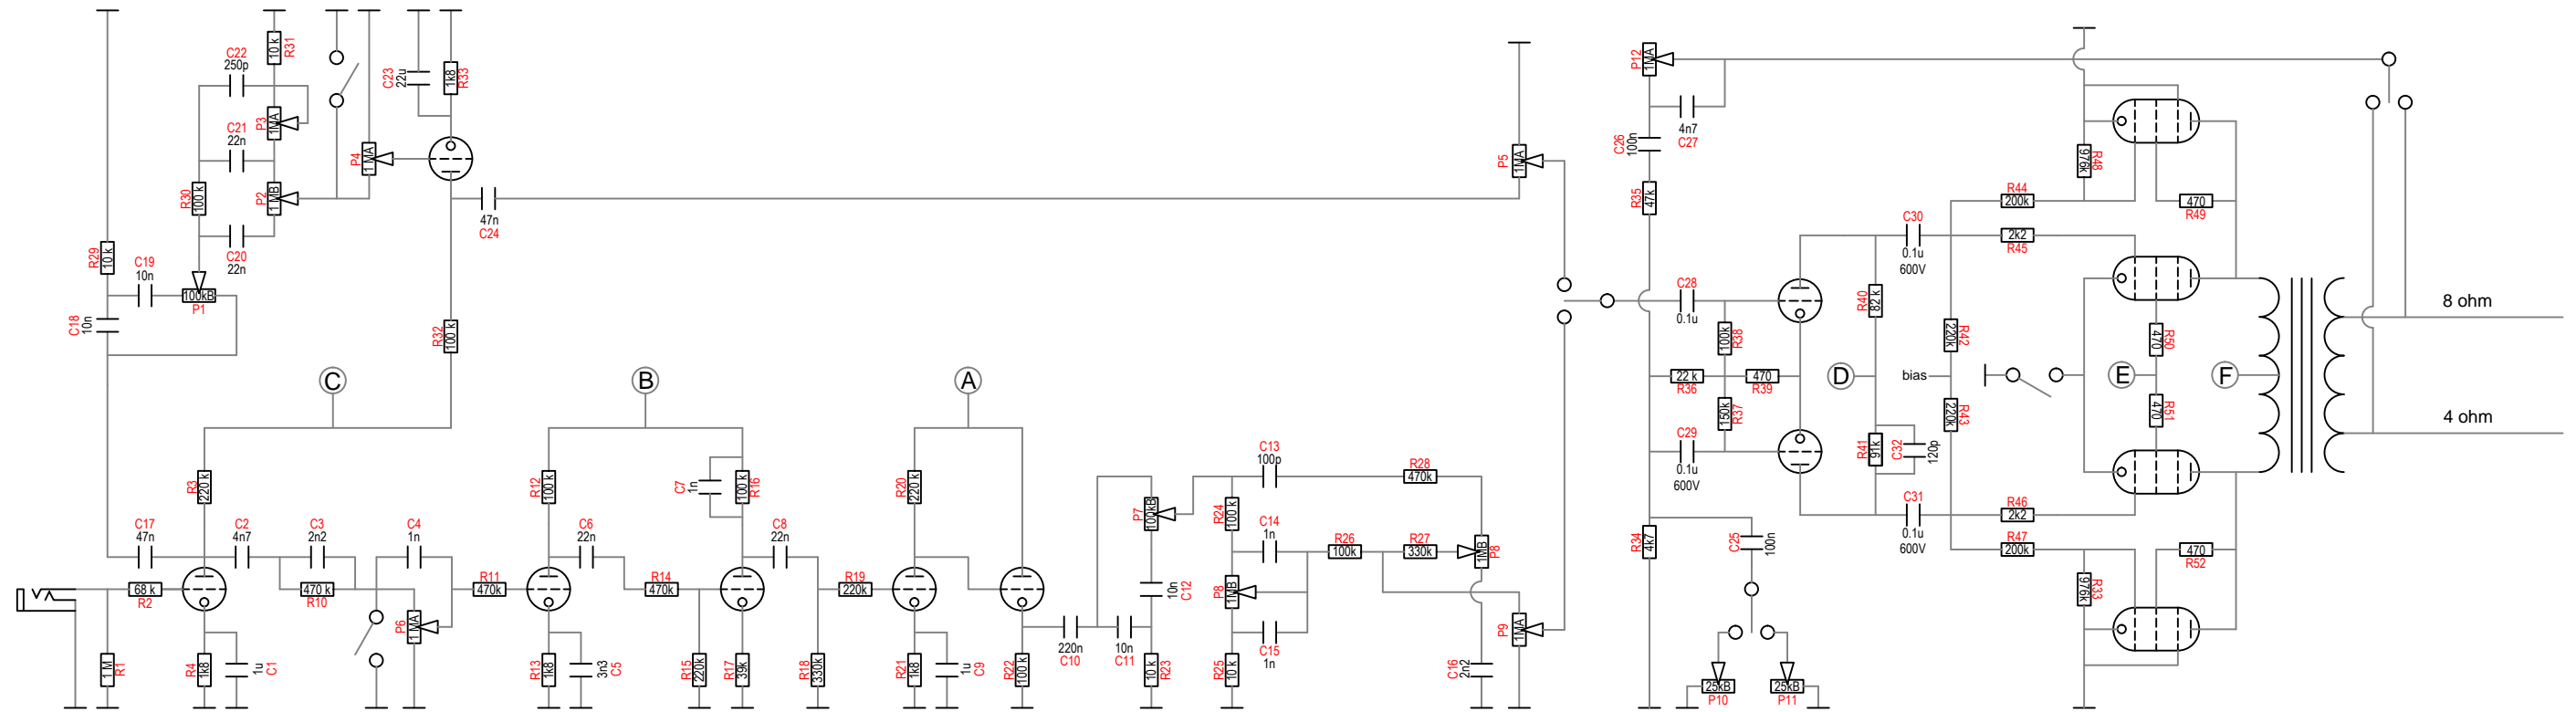 C22
250p
10 k
R31
C21
22n
P3
1MA
R30
100 k
P2
1 MB
C20
22n
P4
1MA
C23
22u
1k8
R33
47n
C24
R29
10 k
C19
10n
100kB
P1
C18
10n
R32
100 k
P5
1MA
P12
1MA
4n7
C27
C26
100n
R35
47k
C
B
A
R3
220 k
C17
47n
C2
4n7
C3
2n2
C4
1n
68 k
R2
470 k
R10
P6
1 MA
1 M
R1
R4
1k8
1u
C1
R11
470k
R12
100 k
C6
22n
R13
1k8
3n3
C5
C7
1n
100 k
R16
R14
470k
C8
22n
R15
220k
R17
39k
R18
330k
R19
220k
R20
220 k
R21
1k8
1u
C9
R22
100 k
220n
C10
10n
C11
P7
100kB
10n
C12
10 k
R23
C13
100p
R24
100 k
C14
1n
R26
100k
R27
330k
R28
470k
P8
1MB
P8
1MB
C15
1n
R25
10 k
C16
2n2
P9
1MA
C28
0.1u
100k
R38
22 k
R36
470
R39
150k
R37
C29
0.1u
600V
R34
4k7
C25
100n
25kB
P10
25kB
P11
R40
82 k
D
R41
91k
C32
120p
C30
0.1u
600V
C31
0.1u
600V
220k
R42
bias
220k
R43
R44
200k
2k2
R45
R46
2k2
R47
200k
976k
R48
470
R49
470
R50
E
470
R51
F
470
R52
976k
R33
8 ohm
4 ohm